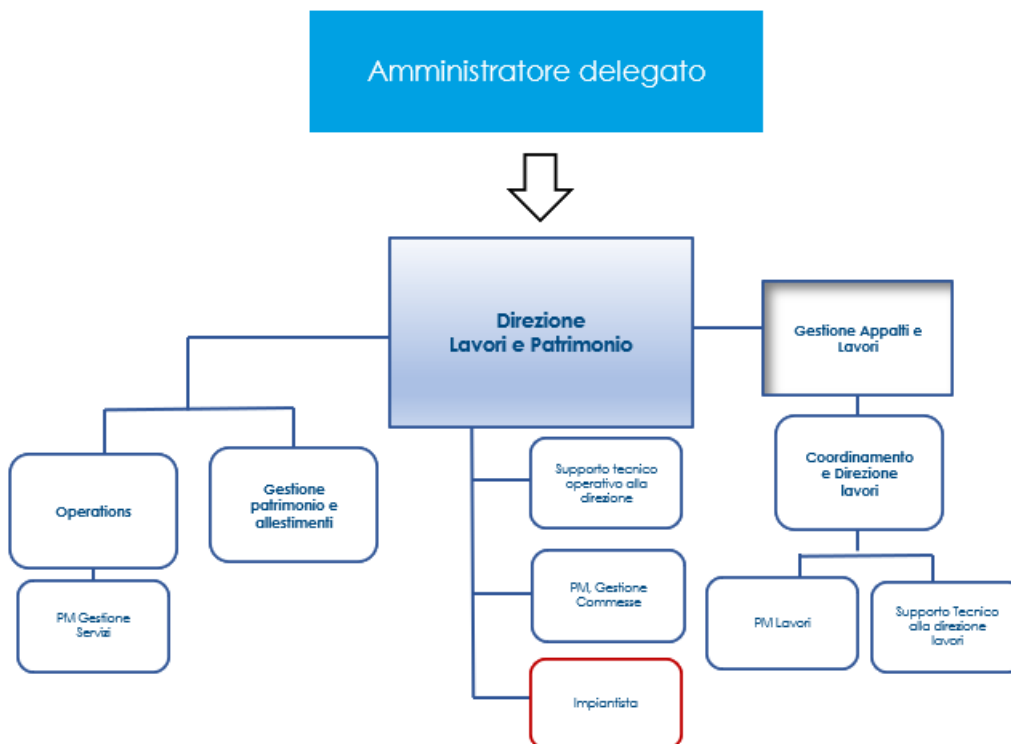 Amministratore delegato
Direzione
Lavori e Patrimonio
Gestione Appalti e
Lavori
Operations
Gestione
patrimonio e
allestimenti
Supporto tecnico
operativo alla
direzione
Coordinamento
e Direzione
lavori
PM Gestione
Servizi
PM, Gestione
Commesse
PM Lavori
Supporto Tecnico
alla direzione
lavori
Impiantista